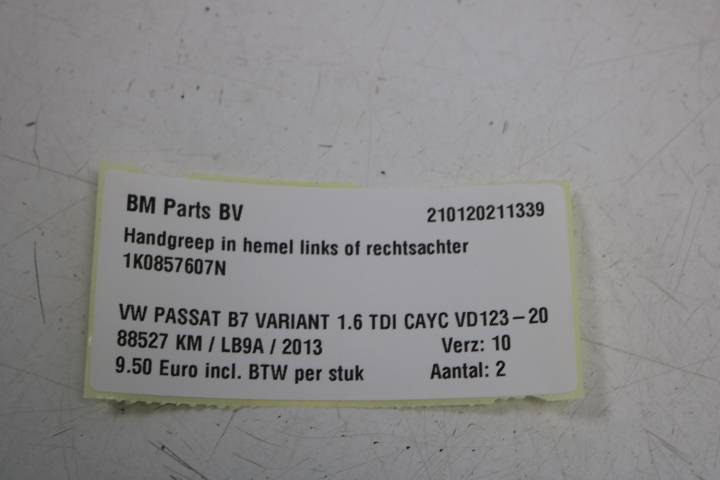 BM Parts BV 210120211339
Handgreep in hemel links of rechtsachter
1K0857607N
VW PASSAT B7 VARIANT 1.6 TDI CAYC VD123-20
88527 KM / LB9A / 2013 Verz: 10
9.50 Euro incl. BTW per stuk Aantal: 2